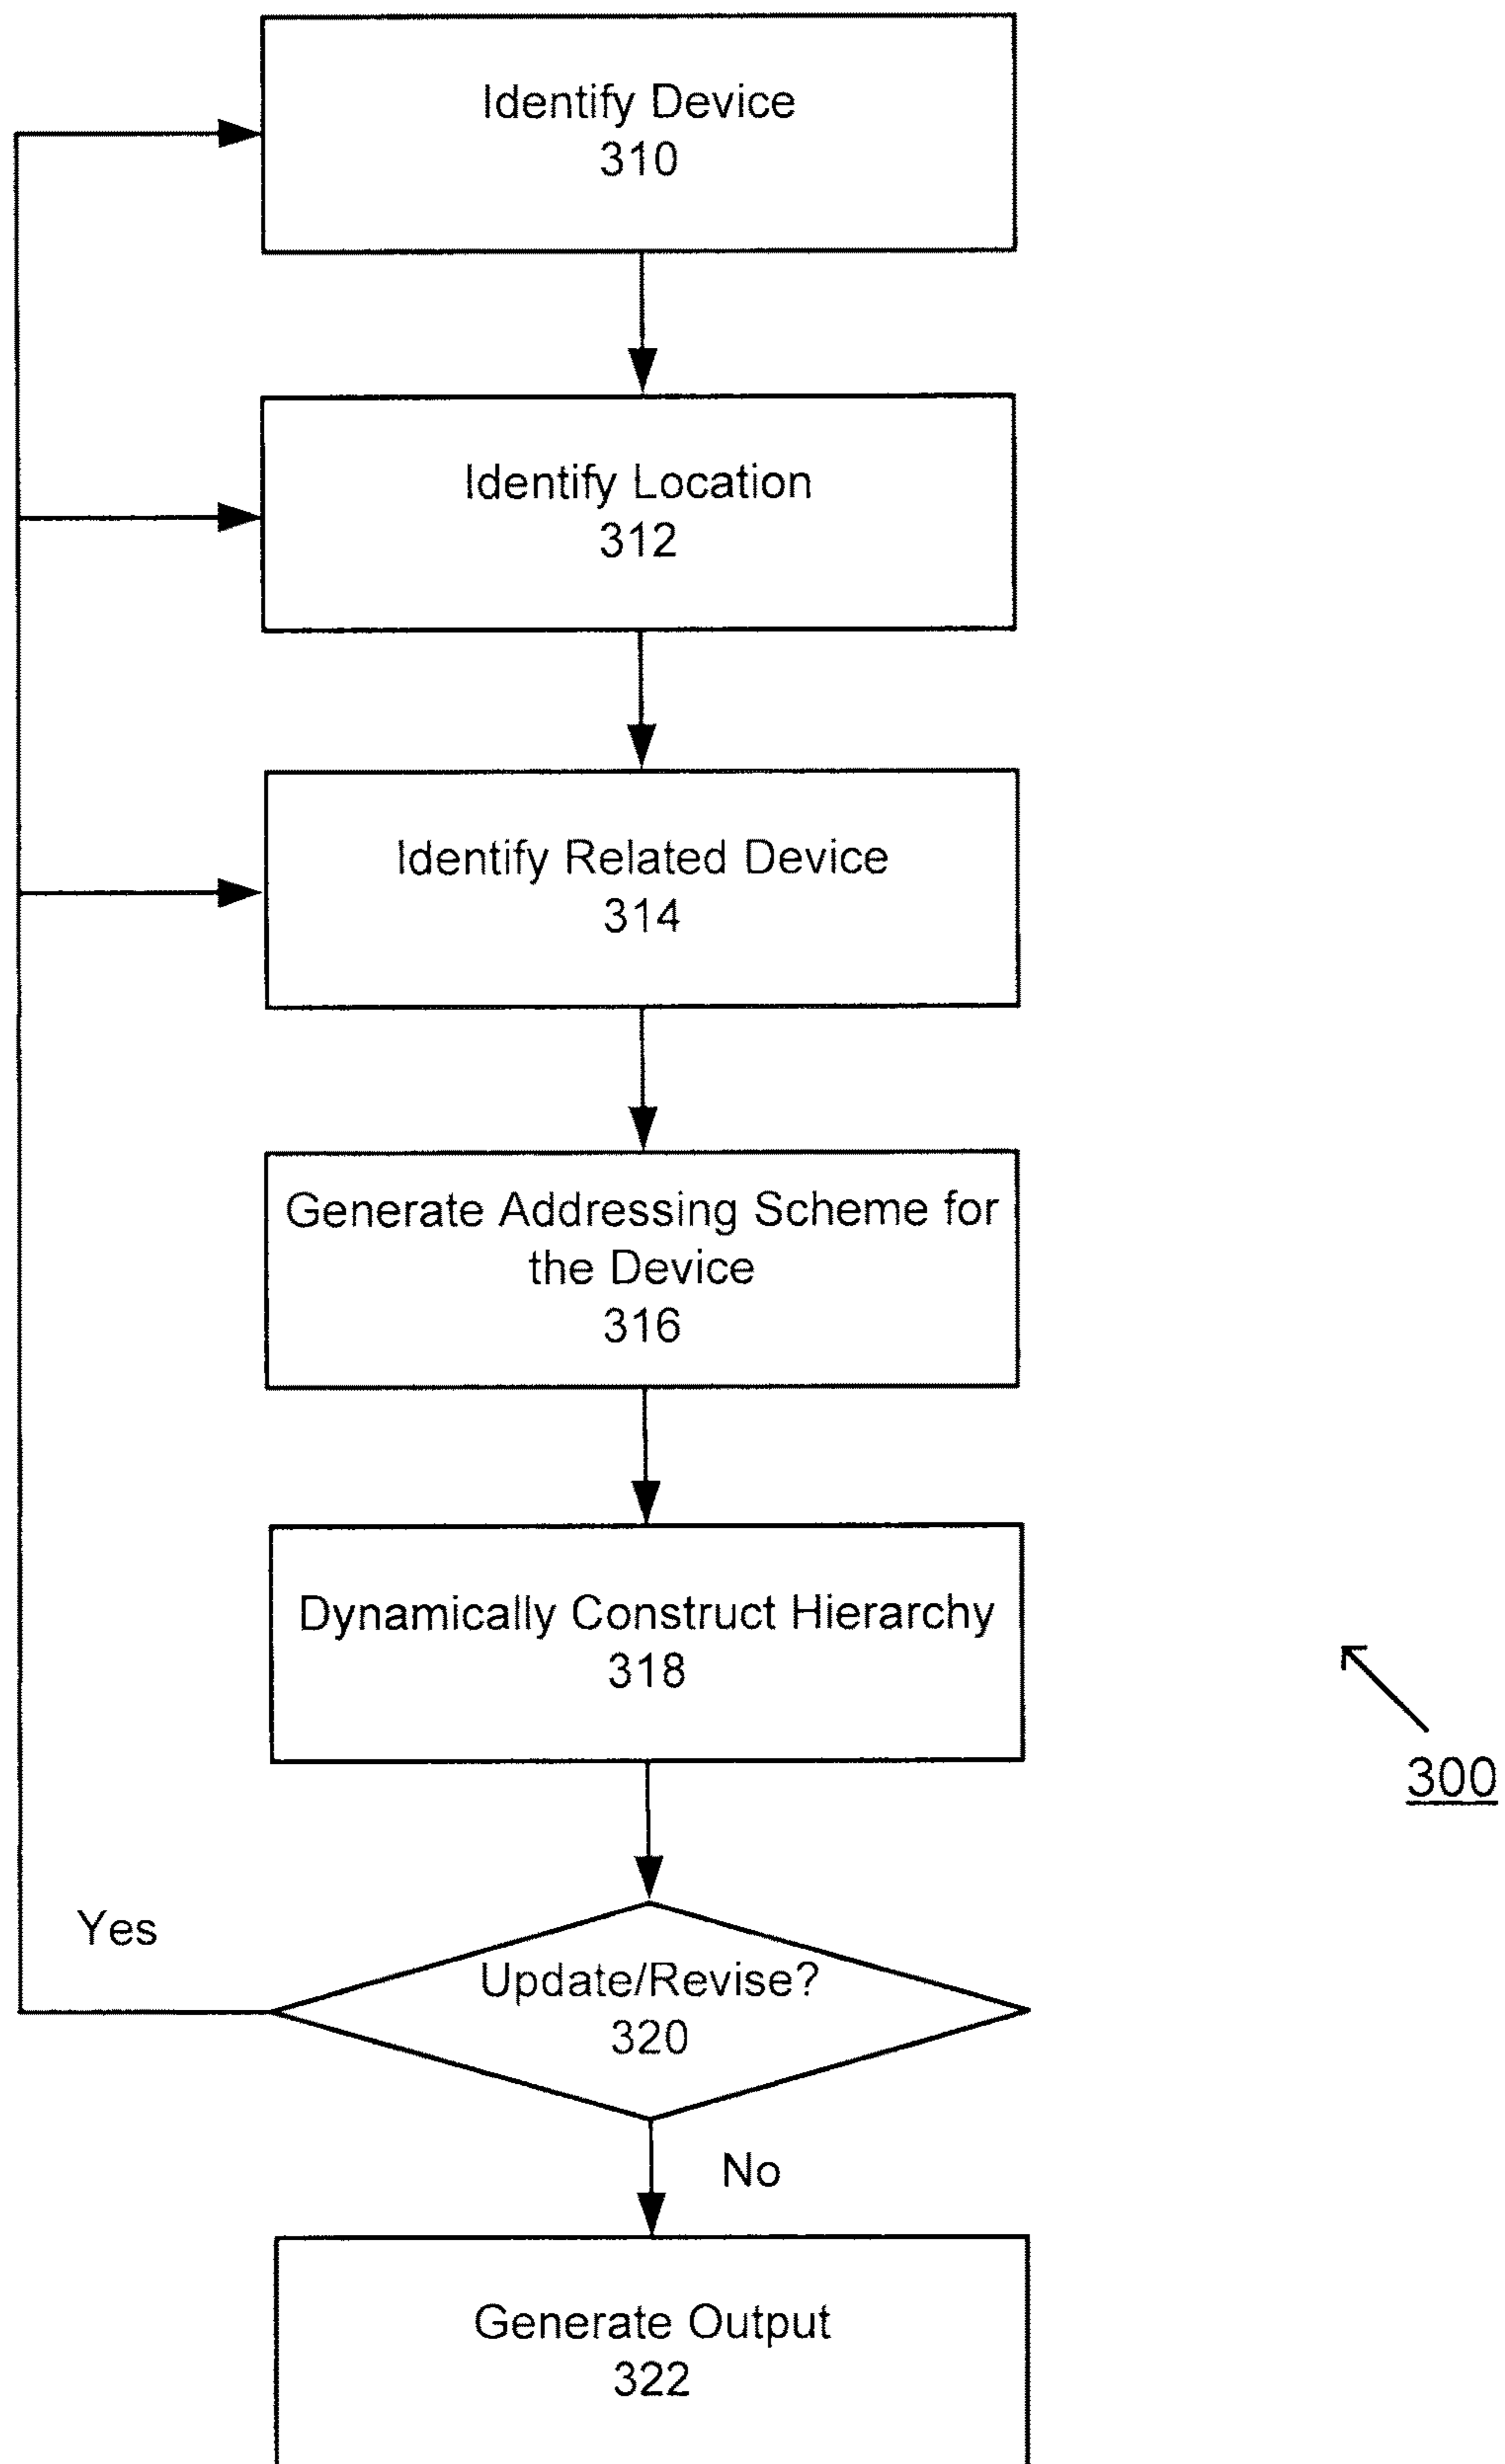 Identify Device
310
Identify Location
312
Identify Related Device
314
Generate Addressing Scheme for
the Device
316
Dynamically Construct Hierarchy
318
300
Yes
Update/Revise?
320
No
Generate Output
322